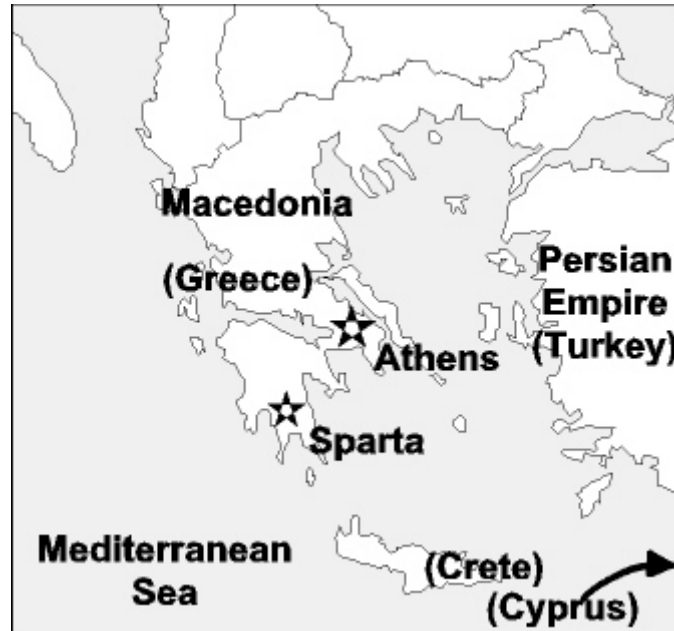 Macedonia
(Greece)
Persian
Empire
(Turkey)
Athens
Sparta
Mediterranean
Sea
(Crete)
(Cyprus)